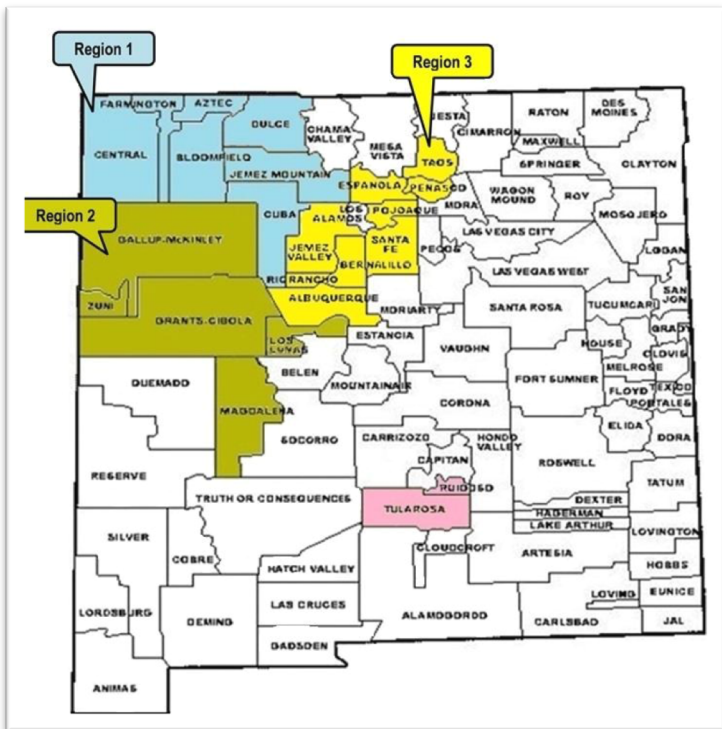 Region 1
Region 3
Region 2
FARMINGTON
AZTEC
DULCE
CHAMA
VALLEY
MESA
VISTA
UESTA
CIMARRON
RATON
DES
MOINES
MAXWELL
SPRINGER
CLAYTON
CENTRAL
BLOOMFIELD
JEMEZ MOUNTAIN
TAOS
ESPANOLA
PENASCO
MORA
WAGON
MOUND
ROY
MOSQUERO
CUBA
LOS
ALAMOS
POJOAQUE
LAS VEGAS CITY
GALLUP-McKINLEY
JEMEZ
VALLEY
SANTA
FE
PECOS
LOGAN
BERNALILLO
LAS VEGAS WEST
RIO RANCHO
ZUNI
ALBUQUERQUE
MORIARTY
SANTA ROSA
TUCUMCARI
SAN
JON
GRANTS-CIBOLA
ESTANCIA
GRADY
LOS
LUNAS
VAUGHN
HOUSE
CLOVIS
BELEN
MELROSE
QUEMADO
MOUNTAINAIR
FORT SUMNER
FLOYD
TEXICO
PORTALES
CORONA
MAGDALENA
ELIDA
DORA
SOCORRO
CARRIZOZO
HONDO
VALLEY
CAPITAN
ROSWELL
RESERVE
RUIDOSO
TATUM
TRUTH OR CONSEQUENCES
DEXTER
TULAROSA
HAGERMAN
LAKE ARTHUR
LOVINGTON
SILVER
COBRE
CLOUDCROFT
ARTESIA
HATCH VALLEY
HOBBS
LORDSBURG
DEMING
LAS CRUCES
ALAMOGORDO
LOVING
EUNICE
CARLSBAD
JAL
GADSDEN
ANIMAS